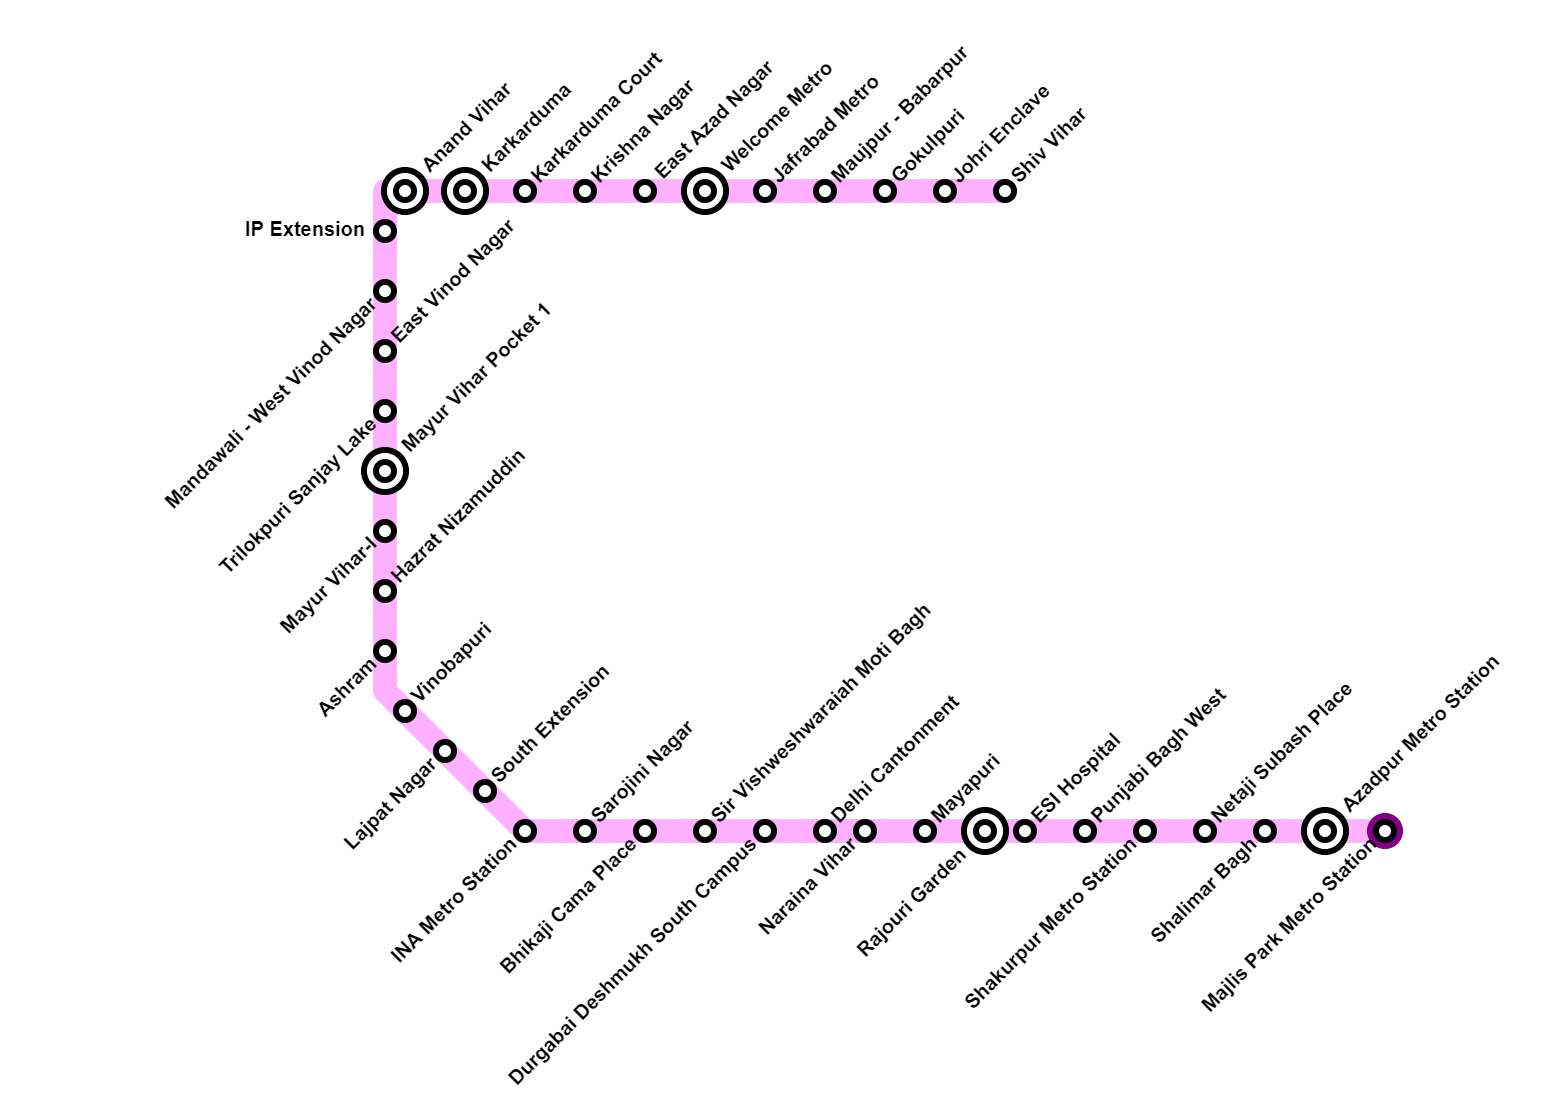 Anand Vihar
Karkarduma
Karkarduma Court
Krishna Nagar
East Azad Nagar
Welcome Metro
Jafrabad Metro
Maujpur - Babarpur
Gokulpuri
Johri Enclave
Shiv Vihar
IP Extension
Mandawali - West Vinod Nagar
East Vinod Nagar
Trilokpuri Sanjay Lake
Mayur Vihar Pocket 1
Mayur Vihar-I
Hazrat Nizamuddin
Ashram
Vinobapuri
Lajpat Nagar
South Extension
INA Metro Station
Sarojini Nagar
Bhikaji Cama Place
Sir Vishweshwaraiah Moti Bagh
Durgabai Deshmukh South Campus
Delhi Cantonment
Naraina Vihar
Mayapuri
Rajouri Garden
ESI Hospital
Punjabi Bagh West
Shakurpur Metro Station
Netaji Subash Place
Shalimar Bagh
Azadpur Metro Station
Majlis Park Metro Station